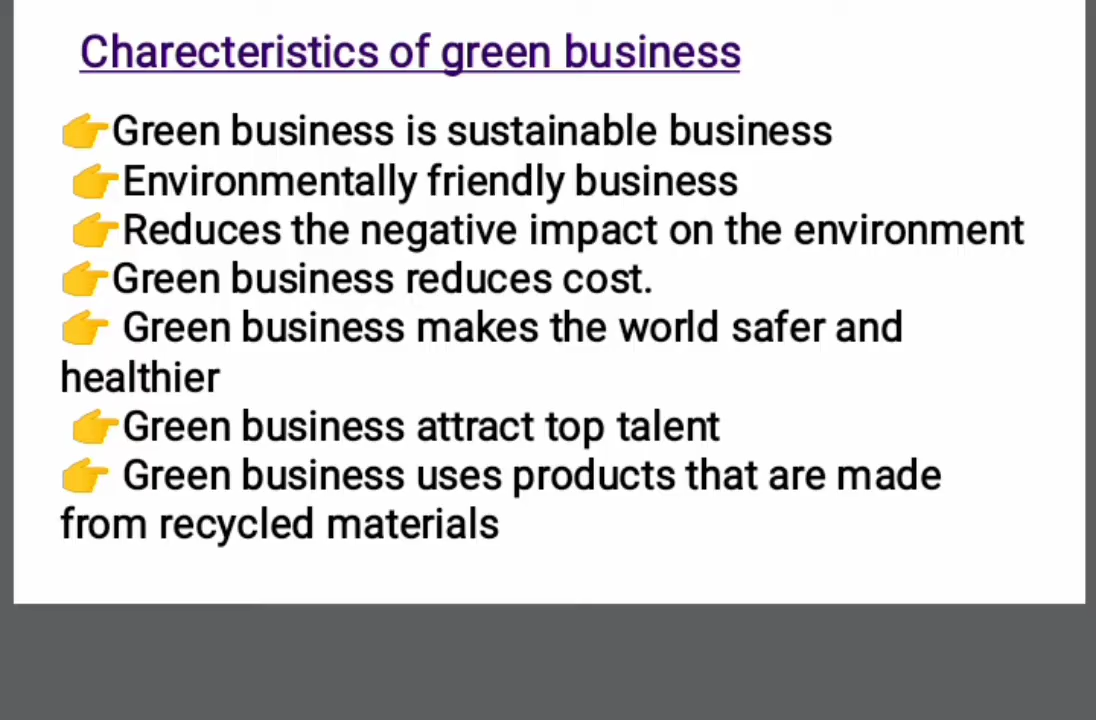 Charecteristics of green business
👉Green business is sustainable business
👉Environmentally friendly business
👉Reduces the negative impact on the environment
👉Green business reduces cost.
👉 Green business makes the world safer and
healthier
👉Green business attract top talent
👉 Green business uses products that are made
from recycled materials